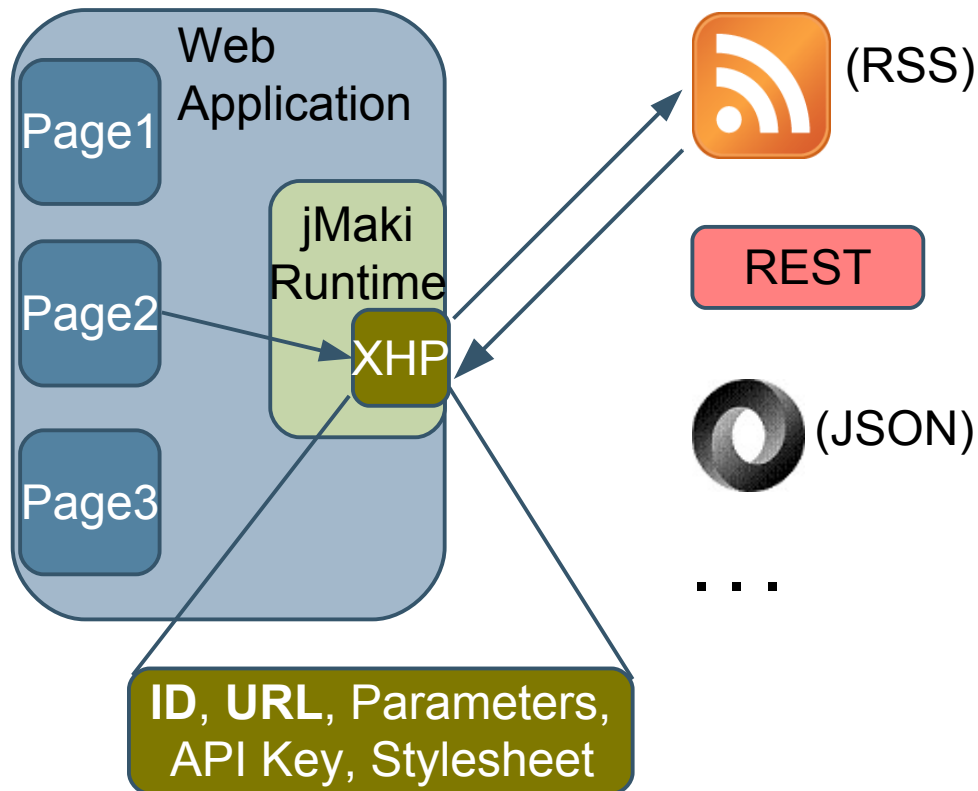 Web
Application
Page1
Page2
Page3
jMaki
Runtime
XHP
(RSS)
REST
(JSON)
. . .
ID, URL, Parameters,
API Key, Stylesheet